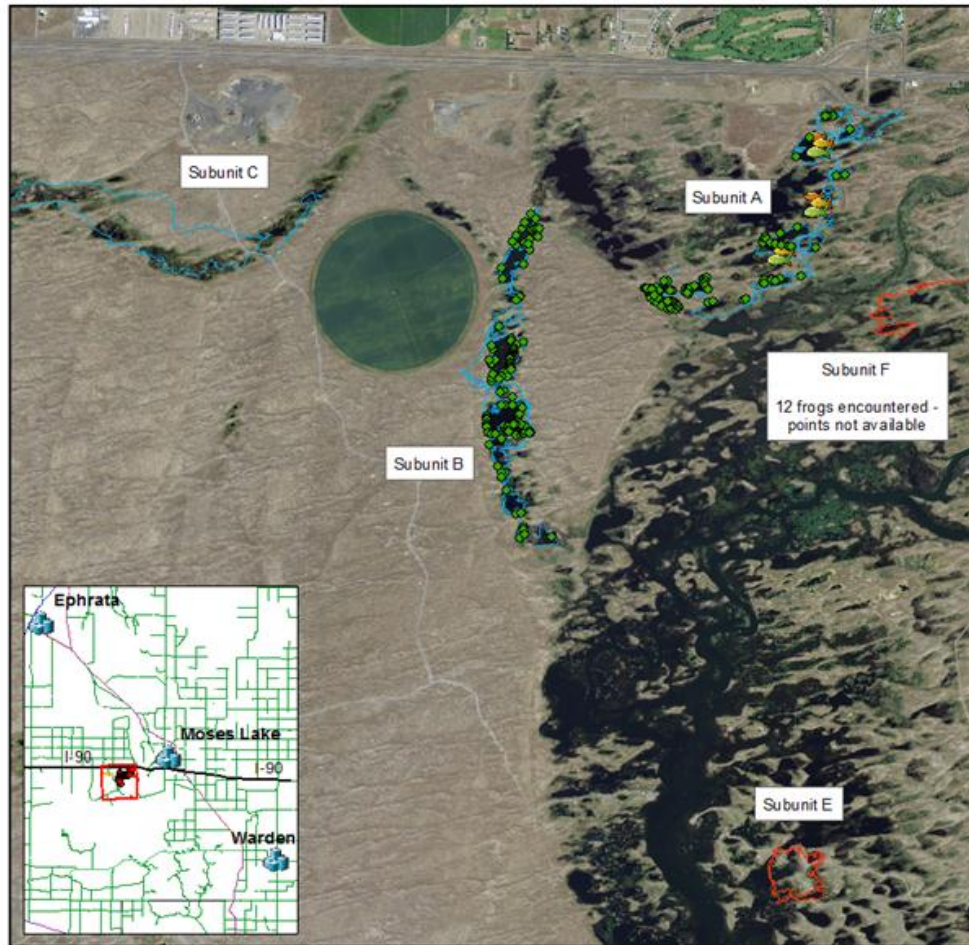 Subunit C
Subunit A
Subunit F
12 frogs encountered -
points not available
Subunit B
Ephrata
Moses Lake
I-90
I-90
Warden
Subunit E